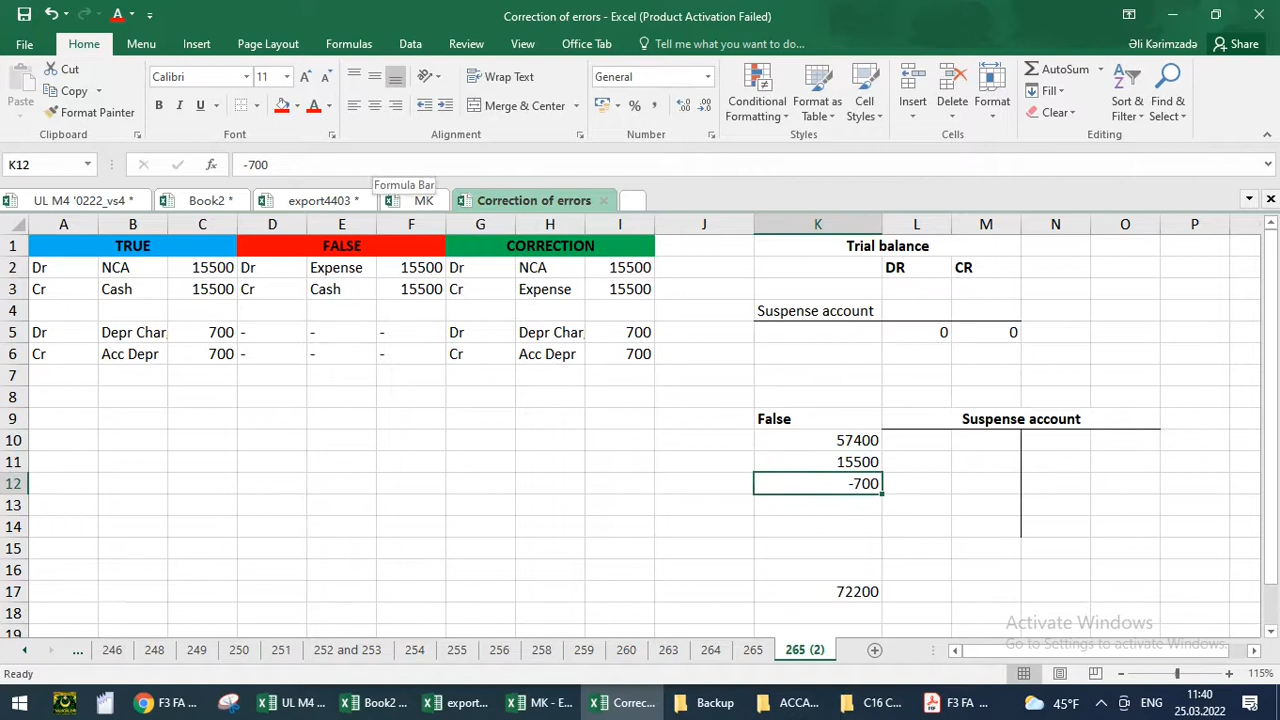 Correction of errors - Excel (Product Activation Failed)
File Home Menu Insert Page Layout Formulas Data Review View Office Tab Tell me what you want to do... Əli Kərimzadə Share
Cut
Copy
Format Painter
Paste
Clipboard
Calibri 11
B I U
Font
Wrap Text
Merge & Center
Alignment
General
Number
Conditional Formatting
Format as Table
Cell Styles
Styles
Insert Delete Format
Cells
AutoSum
Fill
Clear
Sort & Filter
Find & Select
Editing
K12 fx -700
Formula Bar
UL M4 '0222_vs4 * Book2 * export4403 * MK Correction of errors
A B C D E F G H I J K L M N O P
1 TRUE FALSE CORRECTION Trial balance
2 Dr NCA 15500 Dr Expense 15500 Dr NCA 15500 DR CR
3 Cr Cash 15500 Cr Cash 15500 Cr Expense 15500
4 Suspense account
5 Dr Depr Char 700 - - - Dr Depr Char 700 0 0
6 Cr Acc Depr 700 - - - Cr Acc Depr 700
7
8
9 False Suspense account
10 57400
11 15500
12 -700
13
14
15
16
17 72200
18
19
Activate Windows
Go to Settings to activate Windows.
... 246 248 249 250 251 252 and 253 254 256 257 258 259 260 263 264 265 265 (2)
Ready 115%
F3 FA ... UL M4 ... Book2 ... export... MK - E... Correc... Backup ACCA... C16 C... F3 FA ... 45°F ENG 11:40
25.03.2022